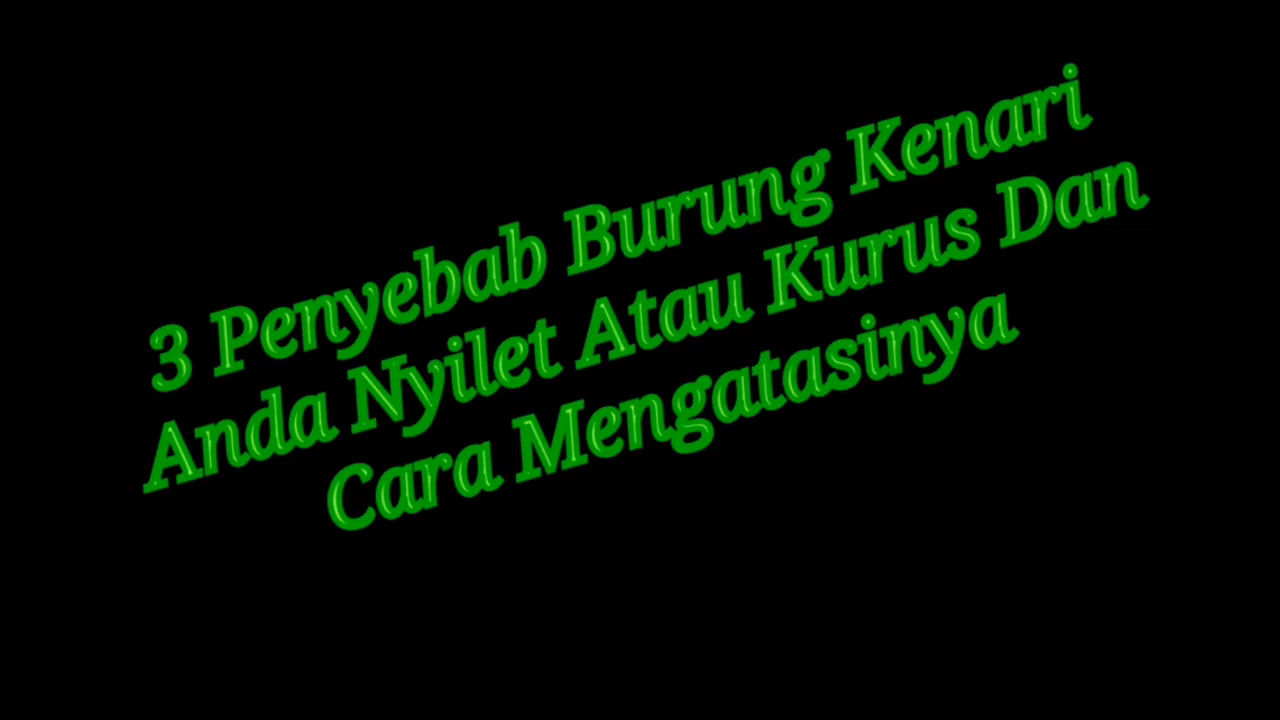 3 Penyebab Burung Kenari
Anda Nyilet Atau Kurus Dan
Cara Mengatasinya